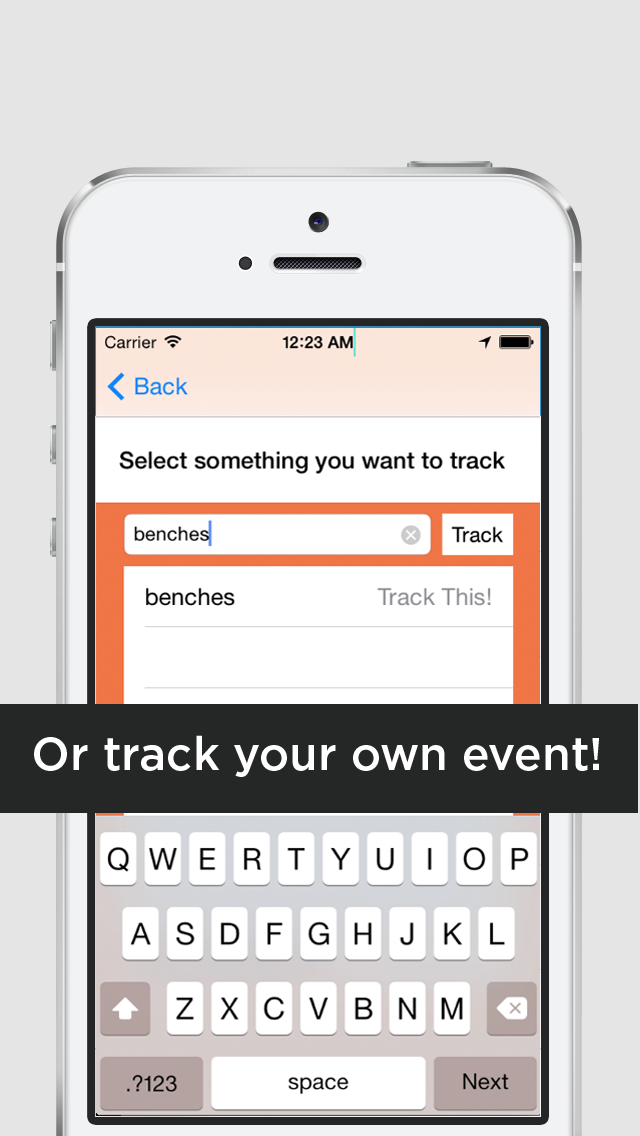 Carrier 12:23 AM
Back
Select something you want to track
benches Track
benches Track This!
Or track your own event!
Q W E R T Y U I O P
A S D F G H J K L
Z X C V B N M
.?123 space Next